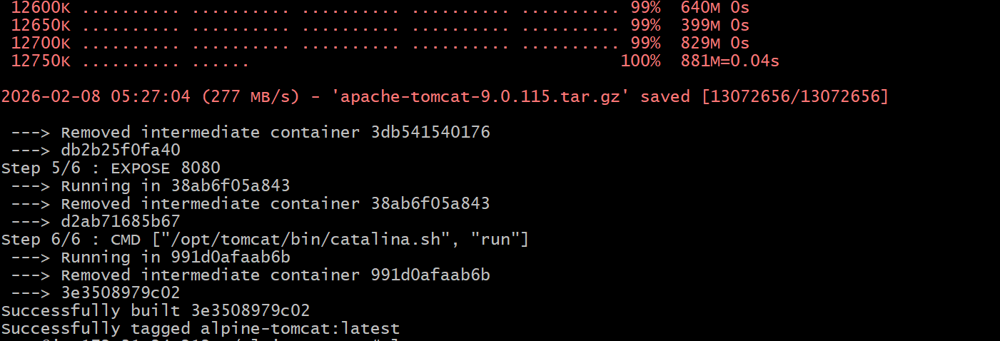 12600K .......... .......... .......... .......... .......... 99% 640M 0s
12650K .......... .......... .......... .......... .......... 99% 399M 0s
12700K .......... .......... .......... .......... .......... 99% 829M 0s
12750K .......... ...... 100% 881M=0.04s
2026-02-08 05:27:04 (277 MB/s) - 'apache-tomcat-9.0.115.tar.gz' saved [13072656/13072656]
---> Removed intermediate container 3db541540176
---> db2b25f0fa40
Step 5/6 : EXPOSE 8080
---> Running in 38ab6f05a843
---> Removed intermediate container 38ab6f05a843
---> d2ab71685b67
Step 6/6 : CMD ["/opt/tomcat/bin/catalina.sh", "run"]
---> Running in 991d0afaab6b
---> Removed intermediate container 991d0afaab6b
---> 3e3508979c02
Successfully built 3e3508979c02
Successfully tagged alpine-tomcat:latest